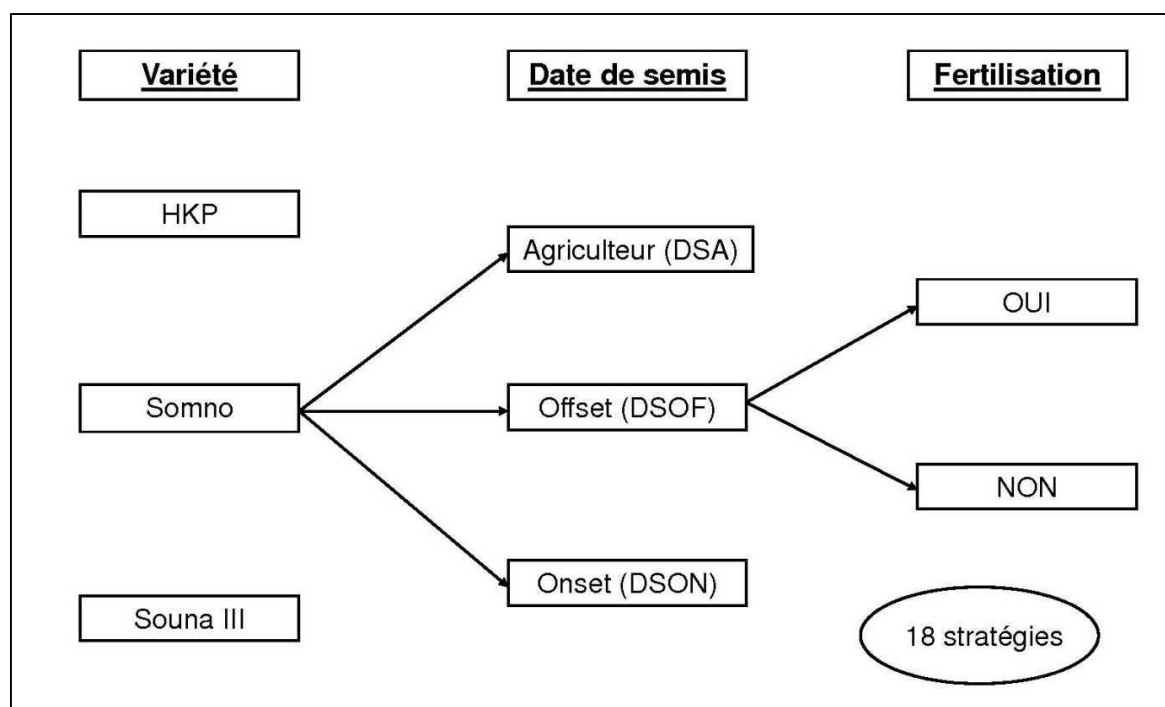 Variété
Date de semis
Fertilisation
HKP
Agriculteur (DSA)
OUI
Somno
Offset (DSOF)
NON
Onset (DSON)
Souna III
18 stratégies